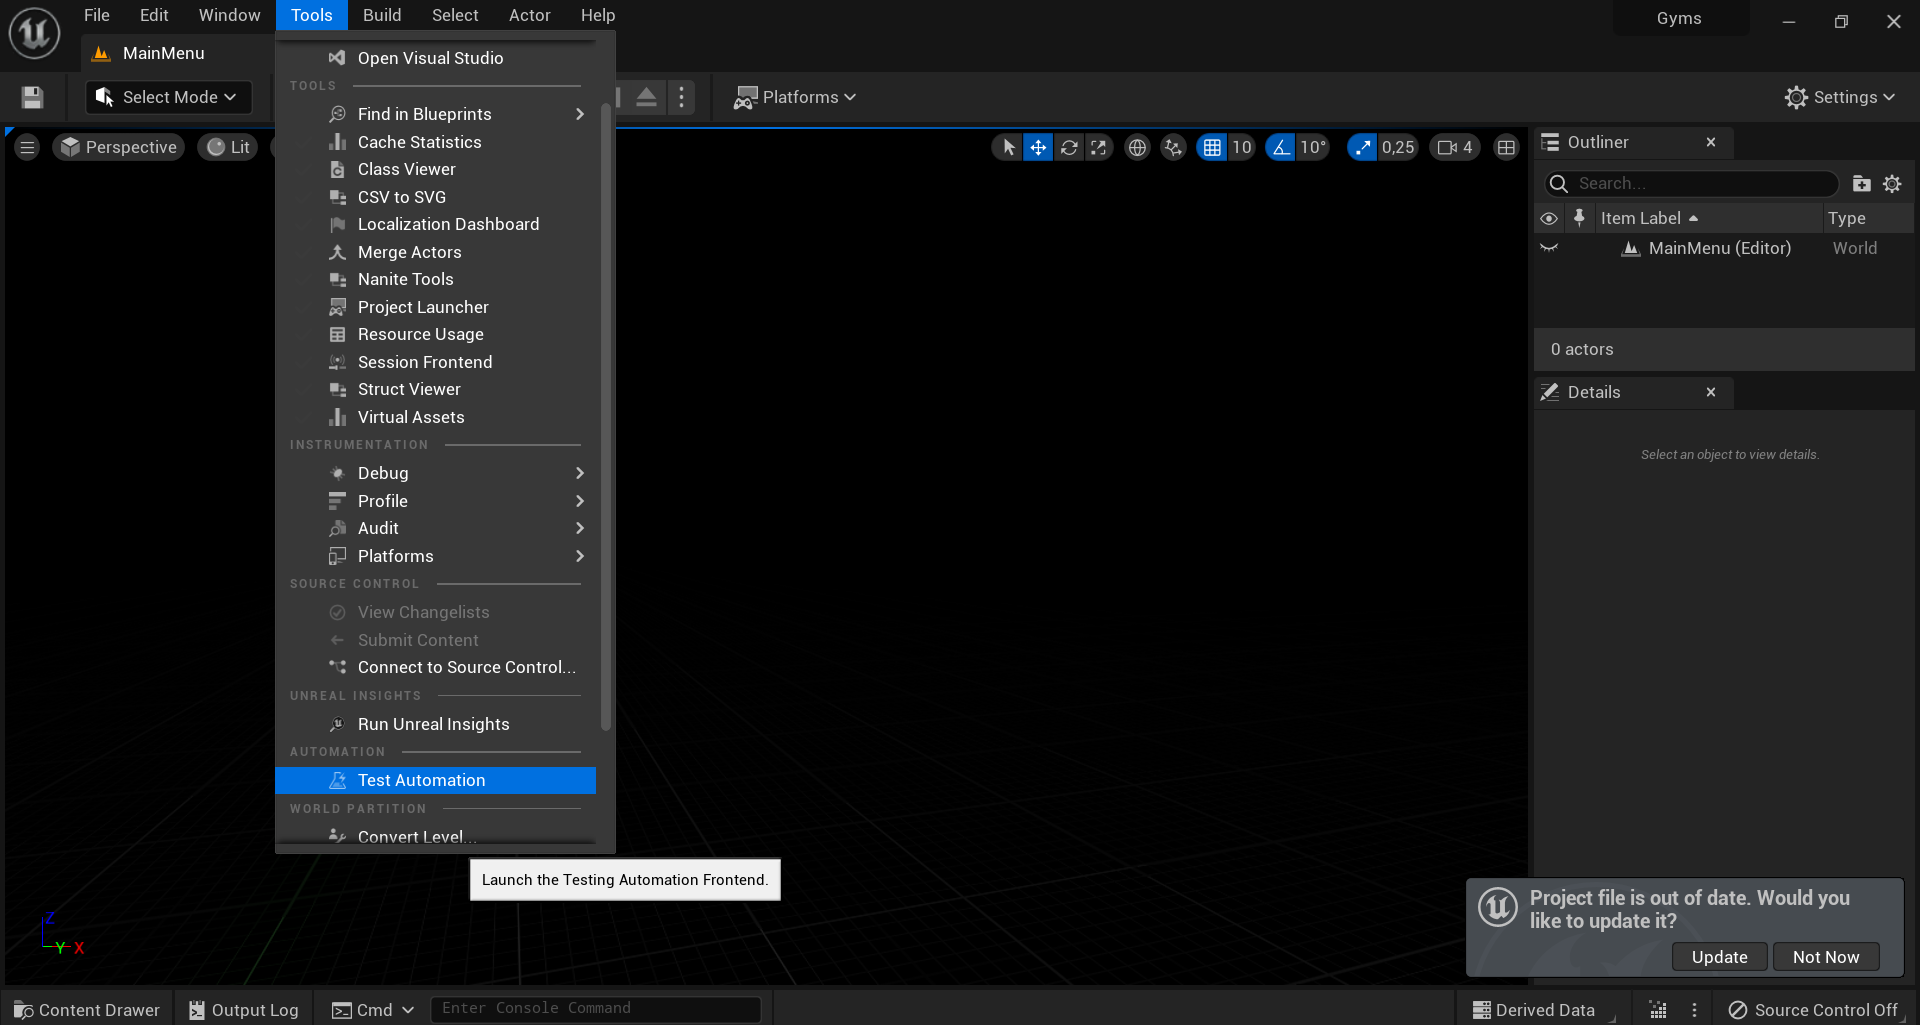 File Edit Window Tools Build Select Actor Help Gyms
MainMenu
Select Mode Platforms Settings
Perspective Lit 10 10° 0,25 4
Open Visual Studio
TOOLS
Find in Blueprints
Cache Statistics
Class Viewer
CSV to SVG
Localization Dashboard
Merge Actors
Nanite Tools
Project Launcher
Resource Usage
Session Frontend
Struct Viewer
Virtual Assets
INSTRUMENTATION
Debug
Profile
Audit
Platforms
SOURCE CONTROL
View Changelists
Submit Content
Connect to Source Control...
UNREAL INSIGHTS
Run Unreal Insights
AUTOMATION
Test Automation
WORLD PARTITION
Convert Level...
Launch the Testing Automation Frontend.
Z
Y X
Outliner
Search...
Item Label Type
MainMenu (Editor) World
0 actors
Details
Select an object to view details.
Project file is out of date. Would you
like to update it?
Update Not Now
Content Drawer Output Log Cmd Enter Console Command Derived Data Source Control Off